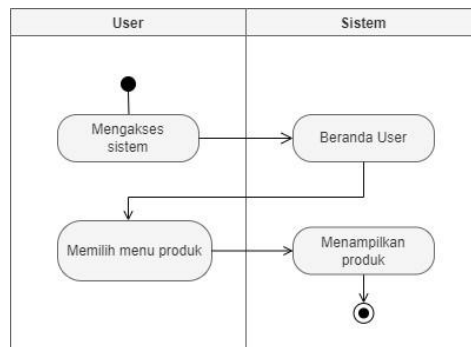 User
Sistem
Mengakses
sistem
Beranda User
Memilih menu produk
Menampilkan
produk